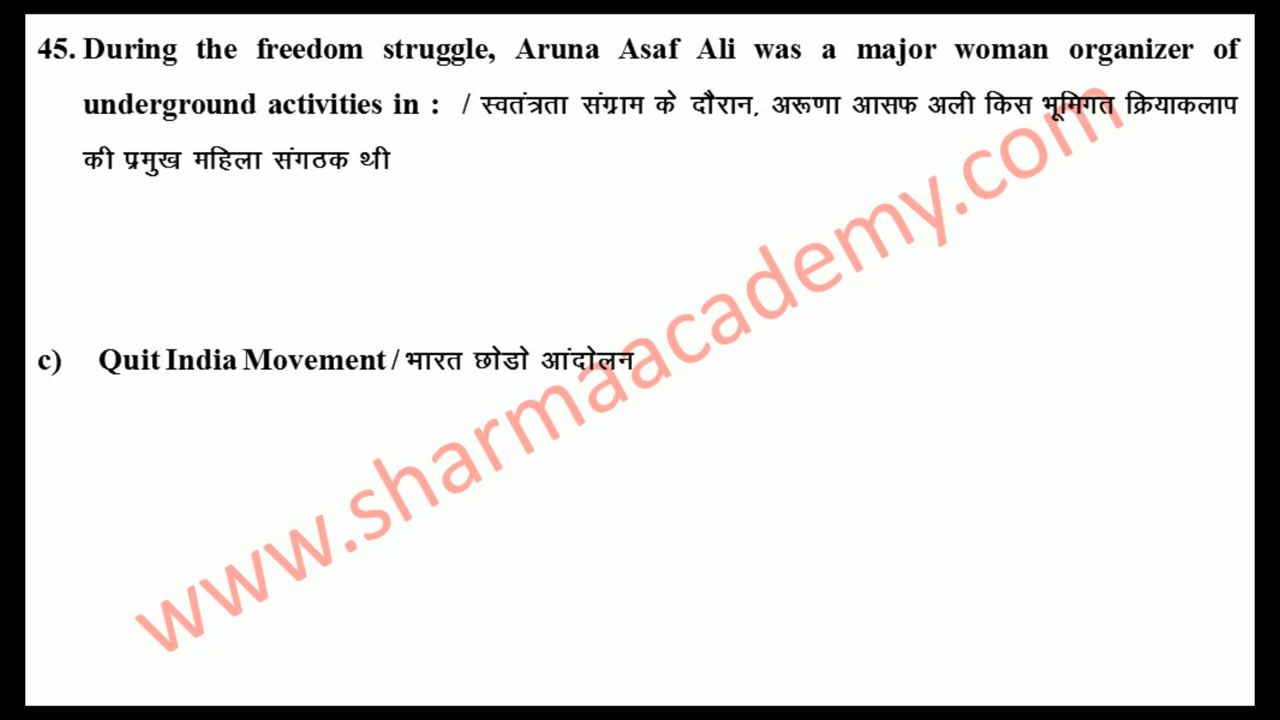 45. During the freedom struggle, Aruna Asaf Ali was a major woman organizer of
underground activities in : / स्वतंत्रता संग्राम के दौरान, अरूणा आसफ अली किस भूमिगत क्रियाकलाप
की प्रमुख महिला संगठक थी
c) Quit India Movement / भारत छोडो आंदोलन
www.sharmaacademy.com